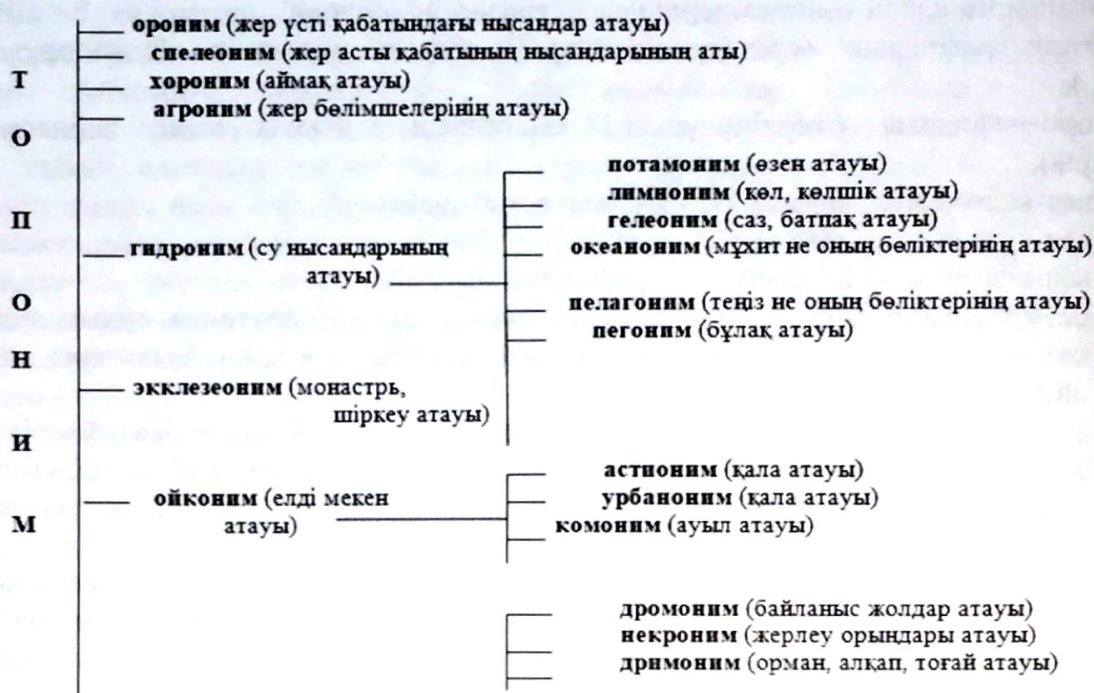 ТОПОНИМ
ороним (жер үсті қабатындағы нысандар атауы)
спелеоним (жер асты қабатының нысандарының аты)
хороним (аймақ атауы)
агроним (жер бөлімшелерінің атауы)
гидроним (су нысандарының
атауы)
потамоним (өзен атауы)
лимноним (көл, көлшік атауы)
гелеоним (саз, батпақ атауы)
океаноним (мұхит не оның бөліктерінің атауы)
пелагоним (теңіз не оның бөліктерінің атауы)
пегоним (бұлақ атауы)
экклезеоним (монастрь,
шіркеу атауы)
ойконим (елді мекен
атауы)
астионим (қала атауы)
урбаноним (қала атауы)
комоним (ауыл атауы)
дромоним (байланыс жолдар атауы)
некроним (жерлеу орындары атауы)
дримоним (орман, алқап, тоғай атауы)